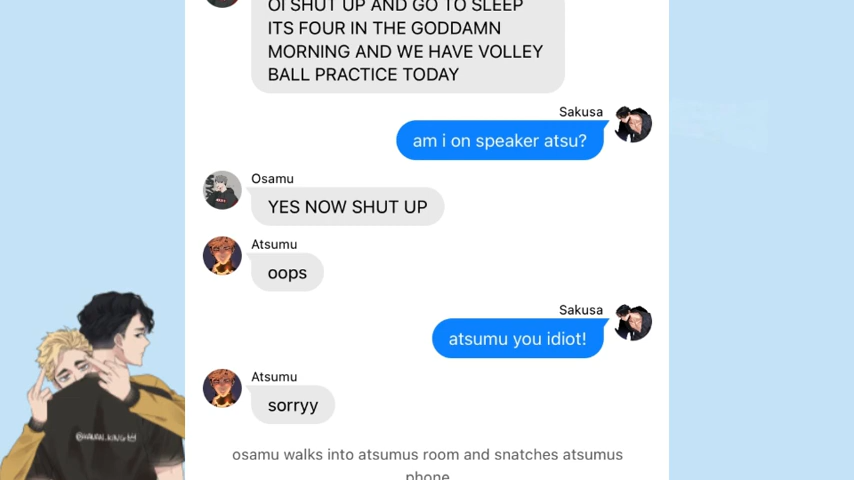 OI SHUT UP AND GO TO SLEEP
ITS FOUR IN THE GODDAMN
MORNING AND WE HAVE VOLLEY
BALL PRACTICE TODAY
Sakusa
am i on speaker atsu?
Osamu
YES NOW SHUT UP
Atsumu
oops
Sakusa
atsumu you idiot!
Atsumu
sorryy
osamu walks into atsumus room and snatches atsumus
phone